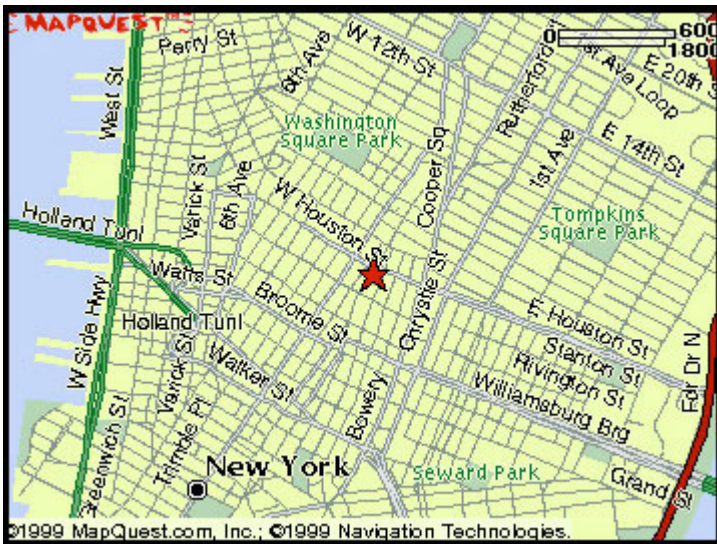 MAPQUEST
Perry St
6th Ave
W 12th St
0 600
1800
1st Ave Loop
E 20th S
Rutherford
West St
Washington
Square Park
Cooper Sq
1st Ave
E 14th St
Varick St
6th Ave
W Houston St
Tompkins
Square Park
Holland Tunl
Watts St
Chrystie St
W Side Hwy
Broome St
E Houston St
Holland Tunl
Stanton St
Rivington St
Fdr Dr N
Varick St
Walker St
Williamsburg Brg
Bowery
Greenwich St
Trimble Pl
New York
Seward Park
Grand St
©1999 MapQuest.com, Inc.; ©1999 Navigation Technologies.